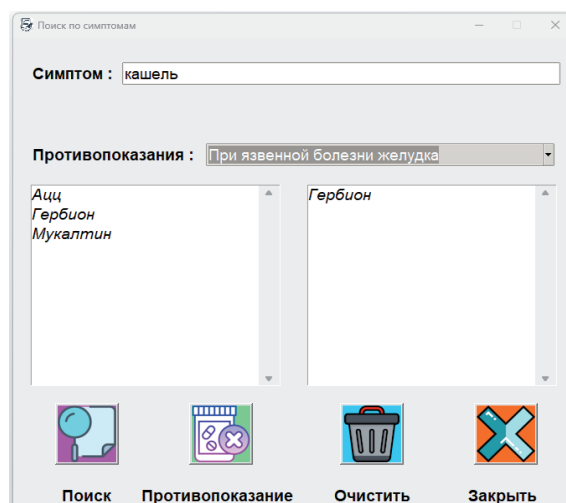 Поиск по симптомам
Симптом : кашель
Противопоказания : При язвенной болезни желудка
Ацц
Гербион
Мукалтин
Гербион
Поиск Противопоказание Очистить Закрыть